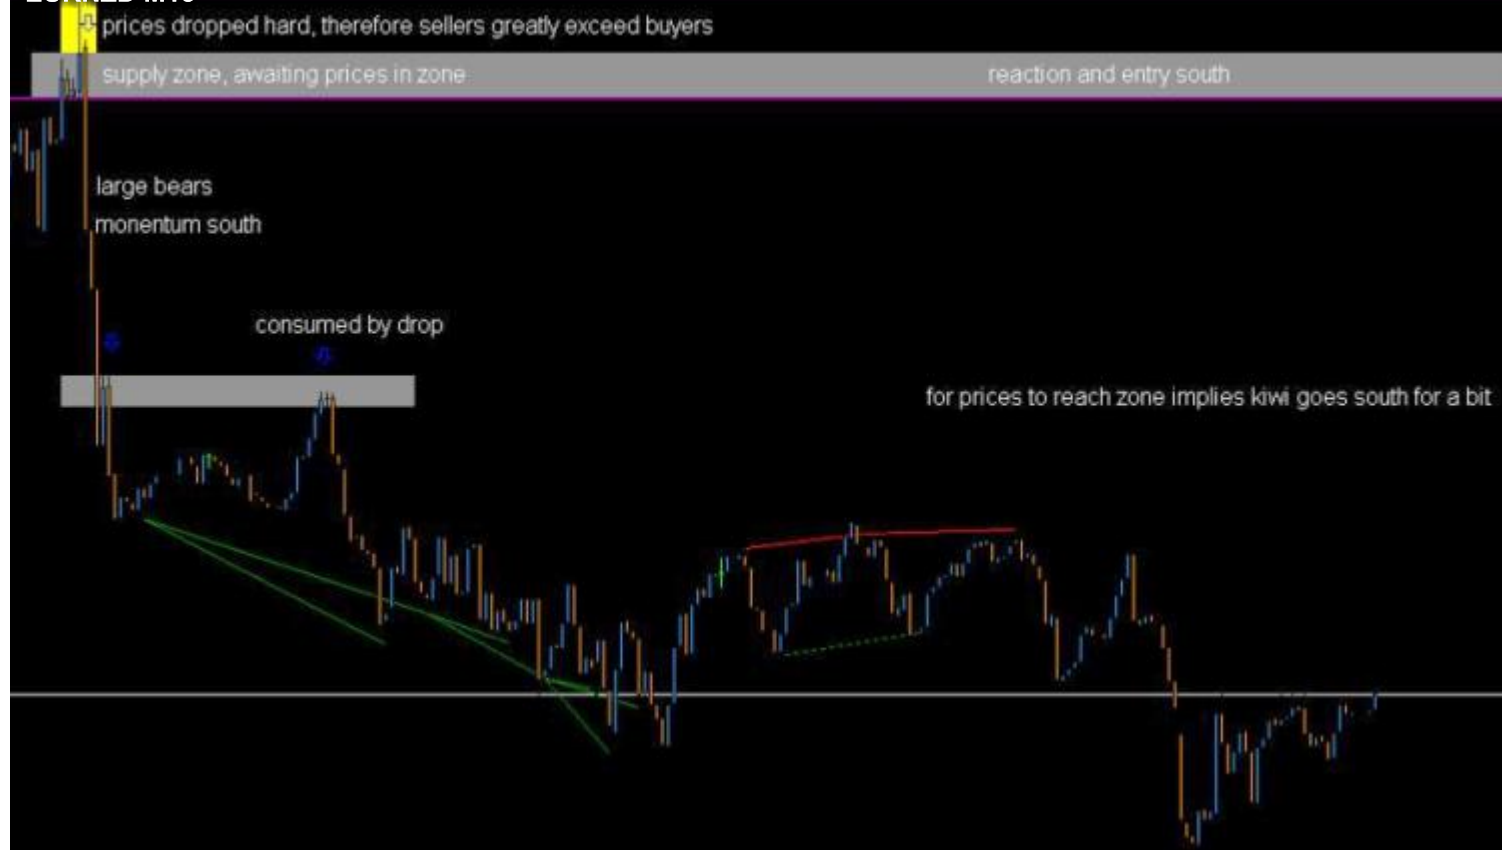 prices dropped hard, therefore sellers greatly exceed buyers
supply zone, awaiting prices in zone
reaction and entry south
large bears
monentum south
consumed by drop
for prices to reach zone implies kiwi goes south for a bit